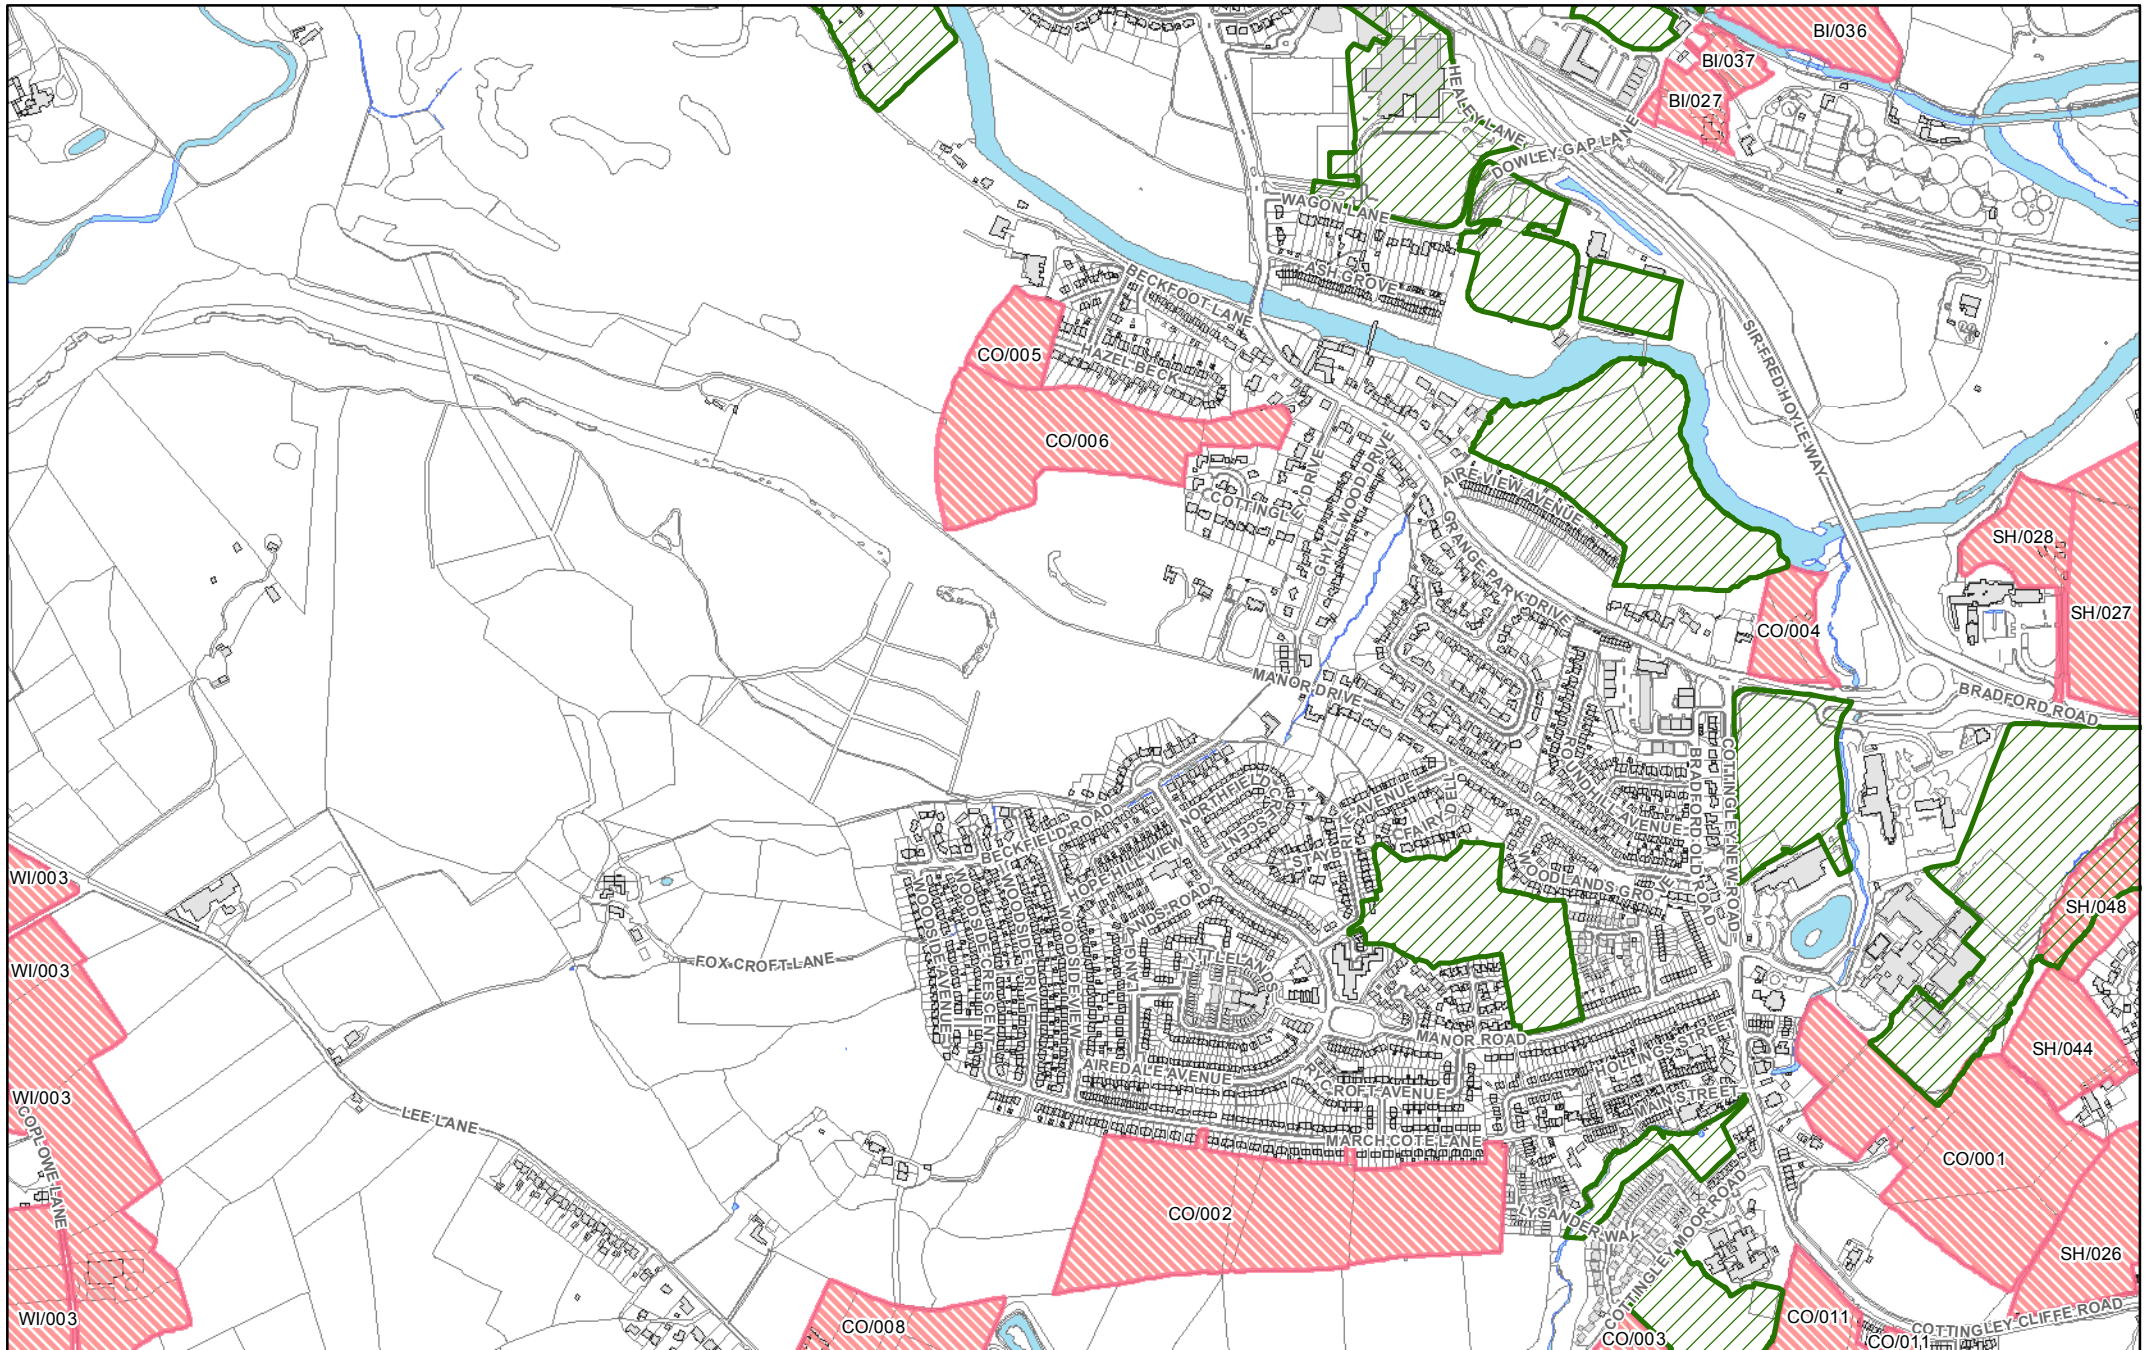 BI/036
BI/037
BI/027
HEALEY LANE
DOWLEY GAP LANE
WAGON LANE
ASH GROVE
BECKFOOT LANE
SIR FRED HOYLE WAY
CO/005
HAZEL BECK
CO/006
COTTINGLEY DRIVE
GHYLL WOOD DRIVE
AIRE VIEW AVENUE
GRANGE PARK DRIVE
SH/028
SH/027
CO/004
MANOR DRIVE
BRADFORD ROAD
ROUNDHILL AVENUE
BRADFORD OLD ROAD
COTTINGLEY NEW ROAD
NORTHFIELD CRESCENT
BECKFIELD ROAD
HOPE HILL VIEW
STAYBRITE AVENUE
FAIRY DELL
WOODLANDS GROVE
WI/003
SH/048
WOODSIDE AVENUE
WOODSIDE CRESCENT
WOODSIDE DRIVE
WOODSIDE VIEW
LANGLANDS ROAD
LYTTLELANDS
FOX CROFT LANE
WI/003
MANOR ROAD
HOLLINGS STREET
SH/044
AIREDALE AVENUE
RYCROFT AVENUE
MAIN STREET
WI/003
COPLOWE LANE
LEE LANE
MARCH COTE LANE
CO/001
CO/002
LYSANDER WAY
COTTINGLEY MOOR ROAD
SH/026
WI/003
CO/008
CO/003
CO/011
CO/011
COTTINGLEY CLIFFE ROAD